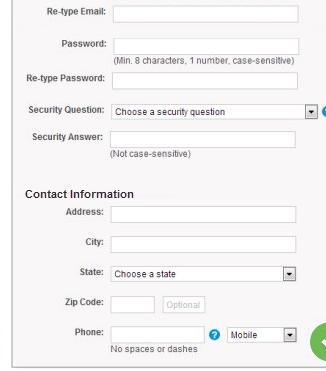 Re-type Email:
Password:
(Min. 8 characters, 1 number, case-sensitive)
Re-type Password:
Security Question: Choose a security question
Security Answer:
(Not case-sensitive)
Contact Information
Address:
City:
State: Choose a state
Zip Code: Optional
Phone: ? Mobile
No spaces or dashes